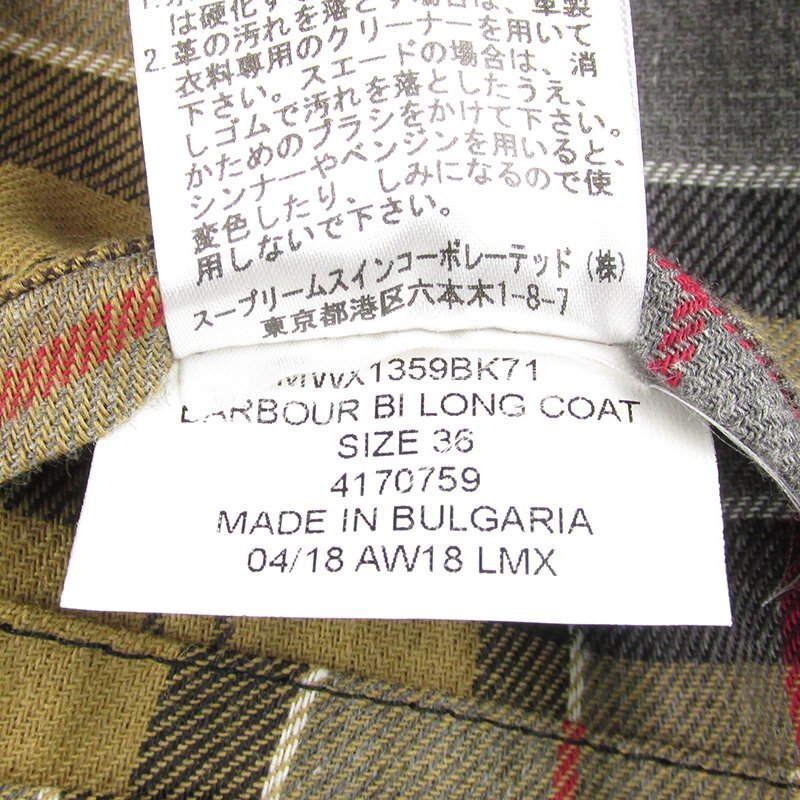 は硬化
2. 革の汚れを落とす場合は、革製
衣料専用のクリーナーを用いて
下さい。スエードの場合は、消
しゴムで汚れを落としたうえ、
かためのブラシをかけて下さい。
シンナーやベンジンを用いると、
変色したり、しみになるので使
用しないで下さい。
スープリームスインコーポレーテッド (株)
東京都港区六本木1-8-7
MWX1359BK71
BARBOUR BI LONG COAT
SIZE 36
4170759
MADE IN BULGARIA
04/18 AW18 LMX